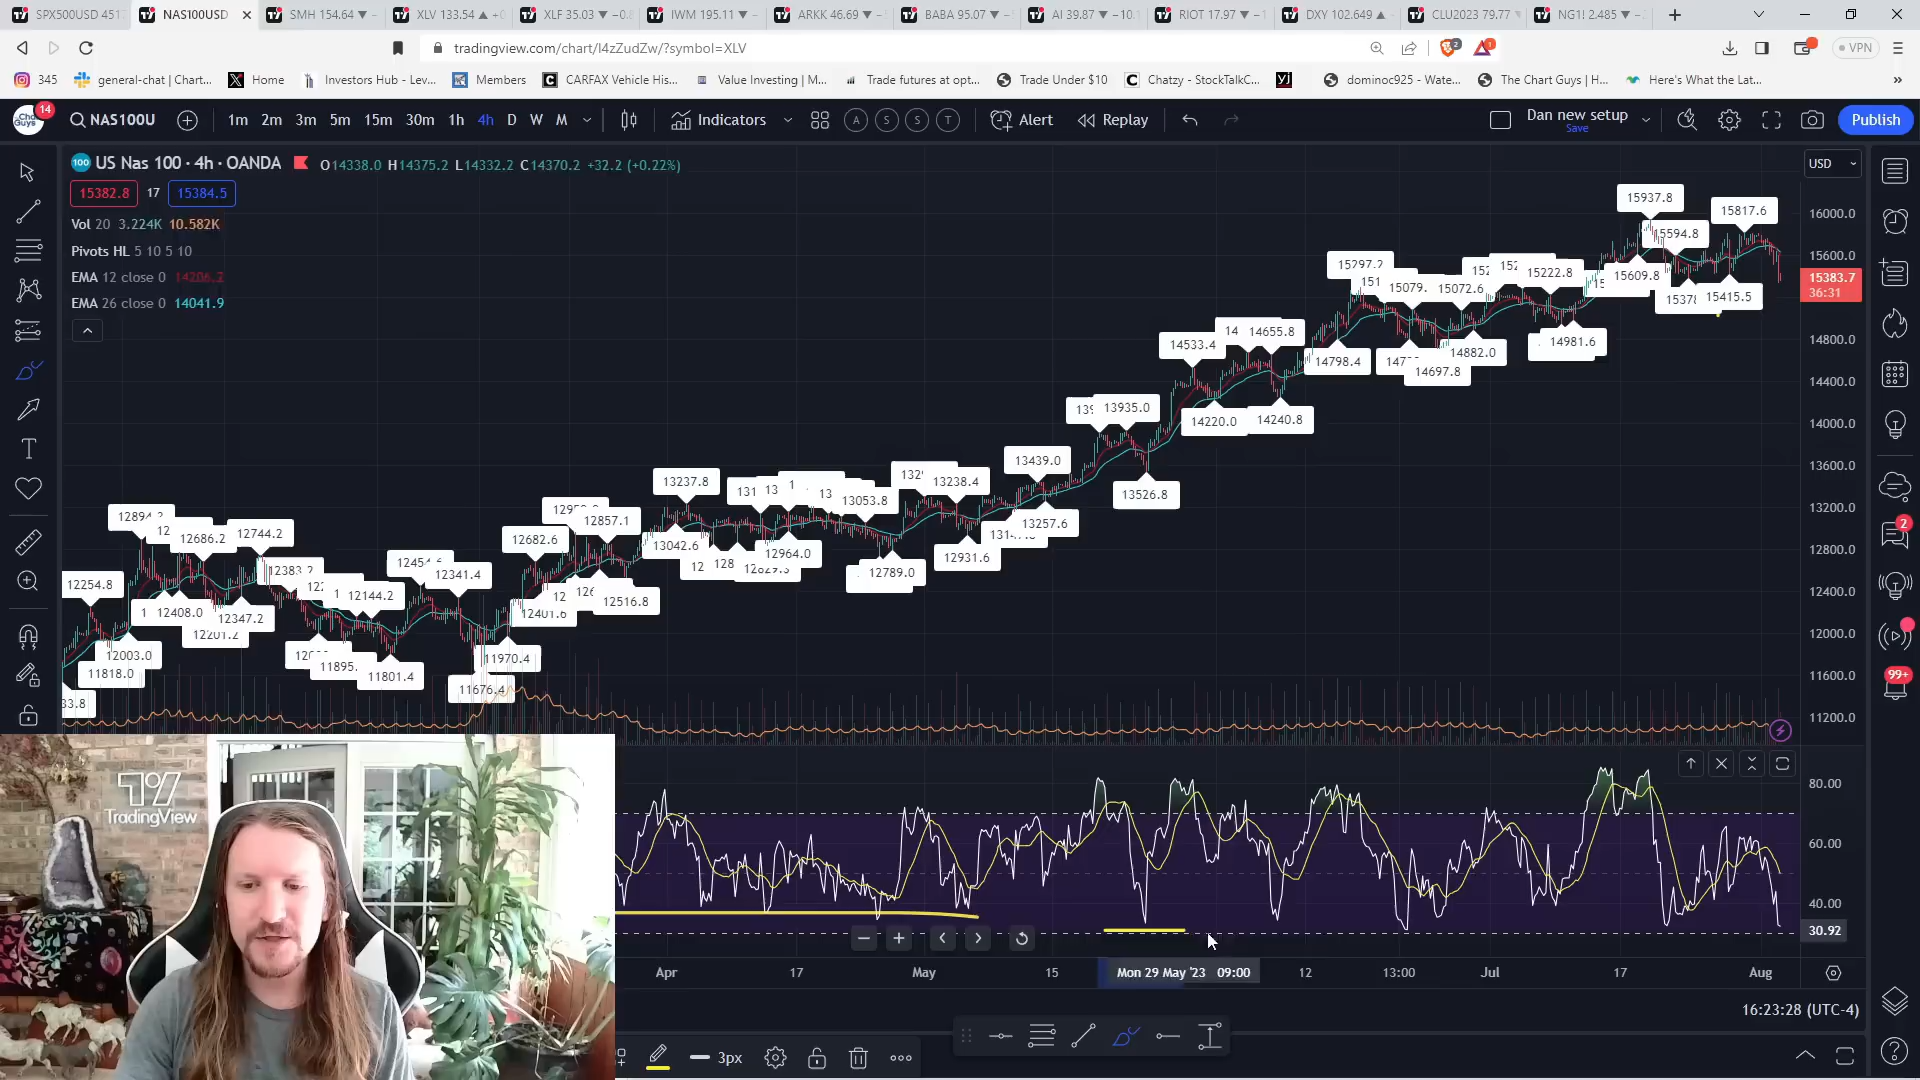 SPX500USD 4517
NAS100USD
SMH 154.64
XLV 133.54
XLF 35.03
IWM 195.11
ARKK 46.69
BABA 95.07
AI 39.87
RIOT 17.97
DXY 102.649
CLU2023 79.77
NG1! 2.485
tradingview.com/chart/I4zZudZw/?symbol=XLV
VPN
345
general-chat | Chart...
Home
Investors Hub - Lev...
Members
CARFAX Vehicle His...
Value Investing | M...
Trade futures at opt...
Trade Under $10
Chatzy - StockTalkC...
dominoc925 - Wate...
The Chart Guys | H...
Here's What the Lat...
14
NAS100U
1m 2m 3m 5m 15m 30m 1h 4h D W M
Indicators
A S S T
Alert
Replay
Dan new setup
Save
Publish
US Nas 100 · 4h · OANDA
O14338.0 H14375.2 L14332.2 C14370.2 +32.2 (+0.22%)
USD
15382.8 17 15384.5
Vol 20 3.224K 10.582K
Pivots HL 5 10 5 10
EMA 12 close 0 14206.2
EMA 26 close 0 14041.9
15937.8
15817.6
15594.8
15297.2
15222.8
15609.8
15415.5
15072.6
14981.6
14882.0
14798.4
14697.8
14655.8
14533.4
14220.0
14240.8
13935.0
13526.8
13439.0
13257.6
13238.4
13237.8
13053.8
13042.6
12964.0
12931.6
12789.0
12857.1
12682.6
12516.8
12401.6
12744.2
12686.2
12408.0
12347.2
12383.2
12144.2
12341.4
12254.8
12003.0
11818.0
11801.4
11970.4
11676.4
16000.0
15600.0
15383.7
36:31
14800.0
14400.0
14000.0
13600.0
13200.0
12800.0
12400.0
12000.0
11600.0
11200.0
80.00
60.00
40.00
30.92
Apr 17 May 15 Mon 29 May '23 09:00 12 13:00 Jul 17 Aug
16:23:28 (UTC-4)
3px
TradingView
2
99+